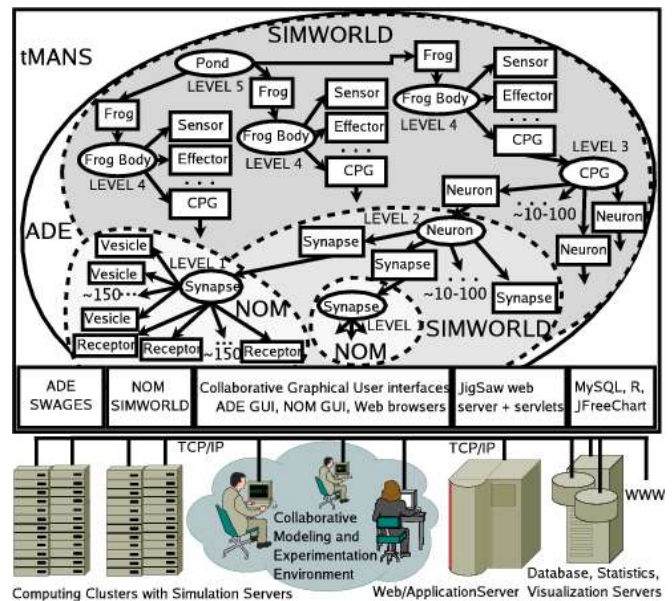 tMANS
SIMWORLD
Pond
LEVEL 5
Frog
Frog
Frog
Sensor
Frog Body
Effector
LEVEL 4
CPG
Sensor
Frog Body
Effector
LEVEL 4
. . . .
CPG
Sensor
Frog Body
Effector
LEVEL 4
. . . .
CPG
LEVEL 3
CPG
Neuron
~10-100
Neuron
Neuron
ADE
LEVEL 2
Neuron
Synapse
Synapse
~10-100
Synapse
SIMWORLD
Vesicle
LEVEL 1
Vesicle
Synapse
~150
Vesicle
NOM
Receptor
Receptor
~150
Receptor
Synapse
LEVEL
NOM
ADE
SWAGES
NOM
SIMWORLD
Collaborative Graphical User interfaces
ADE GUI, NOM GUI, Web browsers
JigSaw web
server + servlets
MySQL, R,
JFreeChart
TCP/IP
TCP/IP
WWW
Collaborative
Modeling and
Experimentation
Environment
Computing Clusters with Simulation Servers
Web/ApplicationServer
Database, Statistics,
Visualization Servers